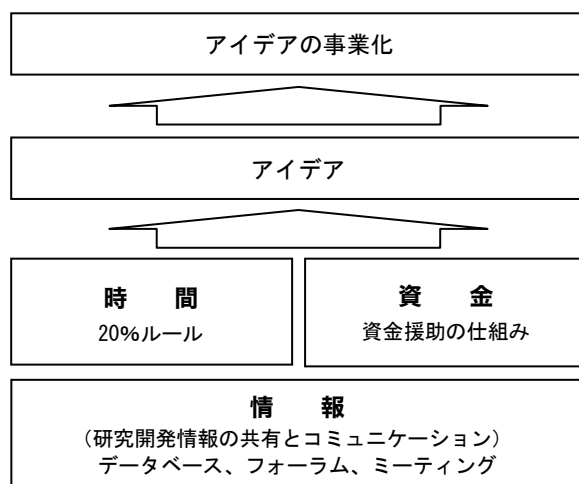 アイデアの事業化
アイデア
時　間
20%ルール
資　金
資金援助の仕組み
情　報
（研究開発情報の共有とコミュニケーション）
データベース、フォーラム、ミーティング